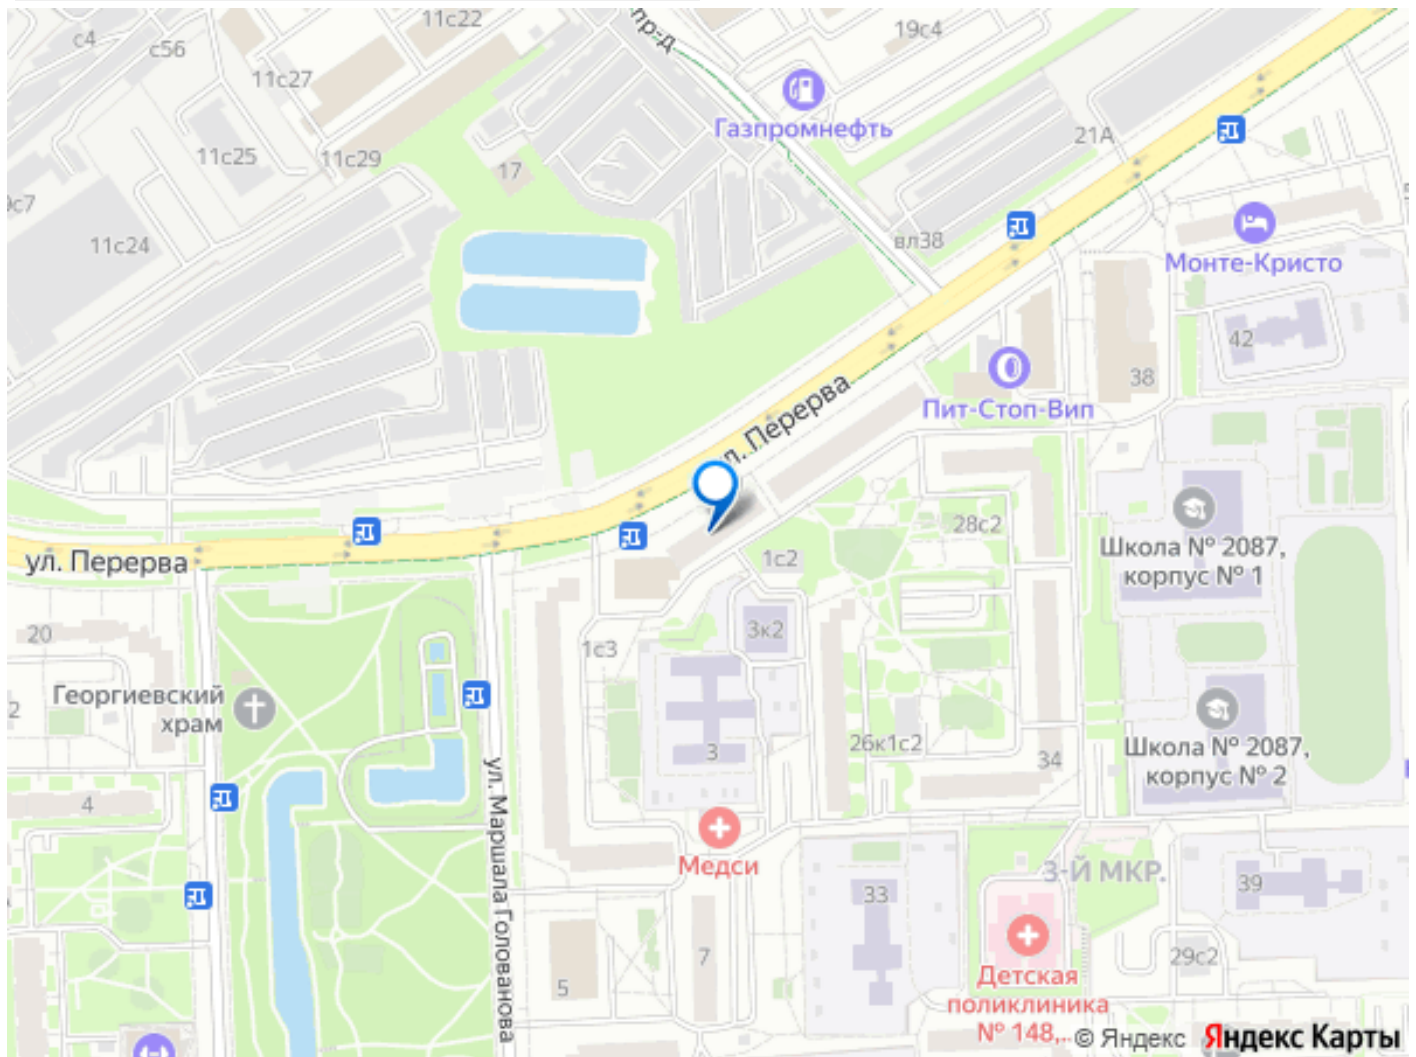 11с22
19с4
с4
с56
пр-д
11с27
Газпромнефть
21А
11с25
11с29
17
11с24
вл38
Монте-Кристо
42
38
Пит-Стоп-Вип
ул. Перерва
28с2
ул. Перерва
1с2
Школа № 2087,
корпус № 1
20
3к2
1с3
Георгиевский
храм
2
3
26к1с2
34
Школа № 2087,
корпус № 2
4
ул. Маршала Голованова
Медси
3-Й МКР.
33
39
7
5
29с2
Детская
поликлиника
№ 148,..
© Яндекс Яндекс Карты